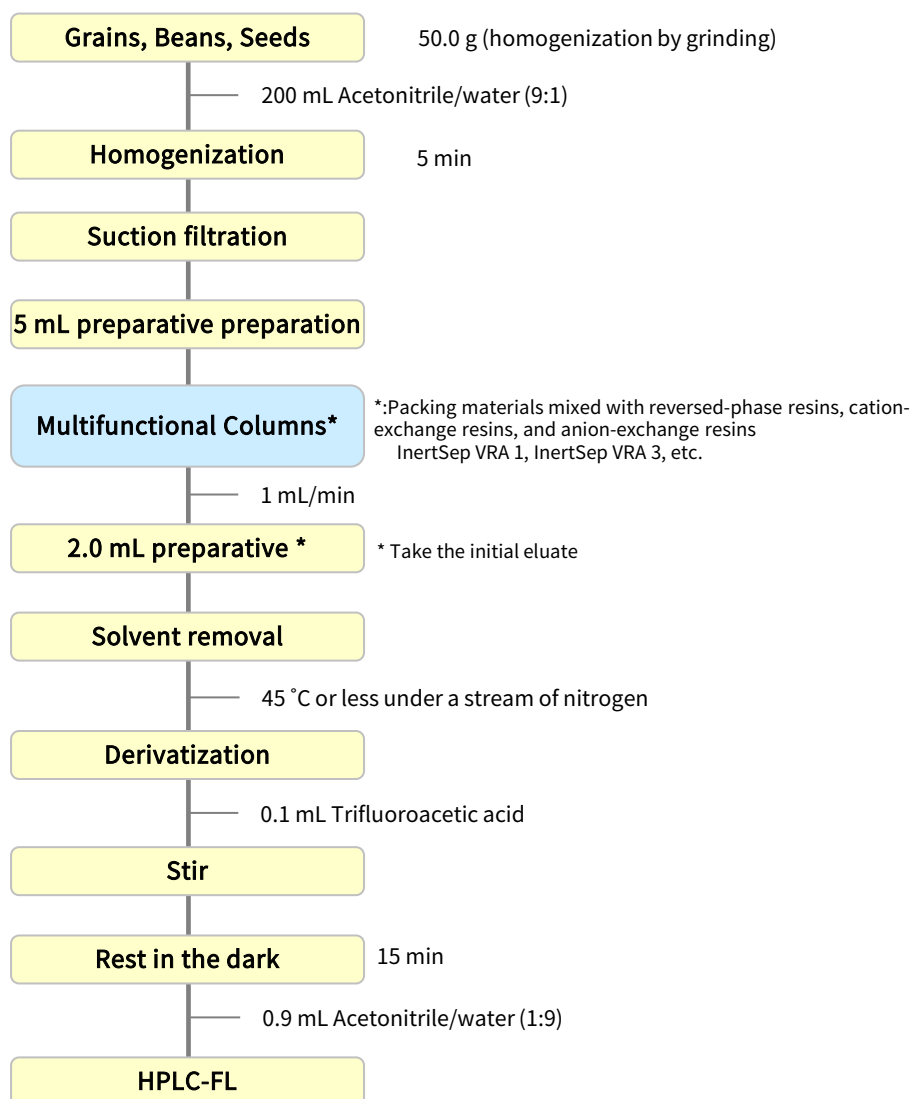 Grains, Beans, Seeds
50.0 g (homogenization by grinding)
200 mL Acetonitrile/water (9:1)
Homogenization
5 min
Suction filtration
5 mL preparative preparation
Multifunctional Columns*
*:Packing materials mixed with reversed-phase resins, cation-
exchange resins, and anion-exchange resins
InertSep VRA 1, InertSep VRA 3, etc.
1 mL/min
2.0 mL preparative *
* Take the initial eluate
Solvent removal
45 ˚C or less under a stream of nitrogen
Derivatization
0.1 mL Trifluoroacetic acid
Stir
Rest in the dark
15 min
0.9 mL Acetonitrile/water (1:9)
HPLC-FL